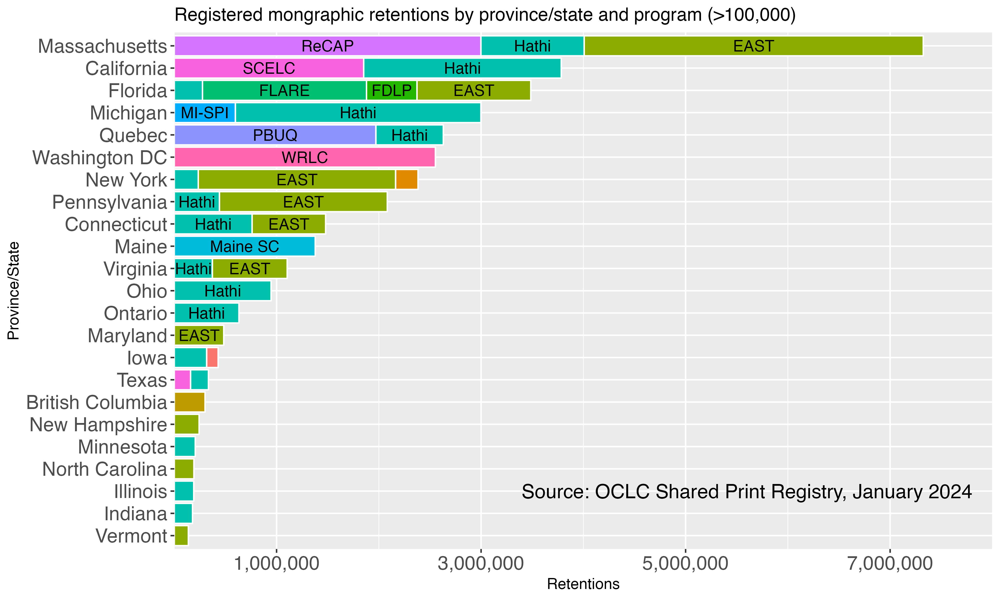 Registered mongraphic retentions by province/state and program (>100,000)
Massachusetts ReCAP Hathi EAST
California SCELC Hathi
Florida FLARE FDLP EAST
Michigan MI-SPI Hathi
Quebec PBUQ Hathi
Washington DC WRLC
New York EAST
Pennsylvania Hathi EAST
Connecticut Hathi EAST
Maine Maine SC
Virginia Hathi EAST
Ohio Hathi
Ontario Hathi
Maryland EAST
Iowa
Texas
British Columbia
New Hampshire
Minnesota
North Carolina
Illinois
Indiana
Vermont
Province/State
Source: OCLC Shared Print Registry, January 2024
1,000,000 3,000,000 5,000,000 7,000,000
Retentions